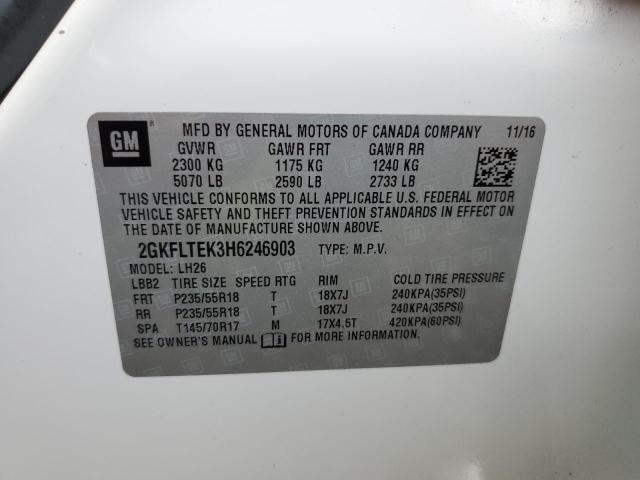 GM
MFD BY GENERAL MOTORS OF CANADA COMPANY 11/16
GVWR GAWR FRT GAWR RR
2300 KG 1175 KG 1240 KG
5070 LB 2590 LB 2733 LB
THIS VEHICLE CONFORMS TO ALL APPLICABLE U.S. FEDERAL MOTOR
VEHICLE SAFETY AND THEFT PREVENTION STANDARDS IN EFFECT ON
THE DATE OF MANUFACTURE SHOWN ABOVE.
2GKFLTEK3H6246903 TYPE: M.P.V.
MODEL: LH26
LBB2 TIRE SIZE SPEED RTG RIM COLD TIRE PRESSURE
FRT P235/55R18 T 18X7J 240KPA(35PSI)
RR P235/55R18 T 18X7J 240KPA(35PSI)
SPA T145/70R17 M 17X4.5T 420KPA(60PSI)
SEE OWNER'S MANUAL FOR MORE INFORMATION.